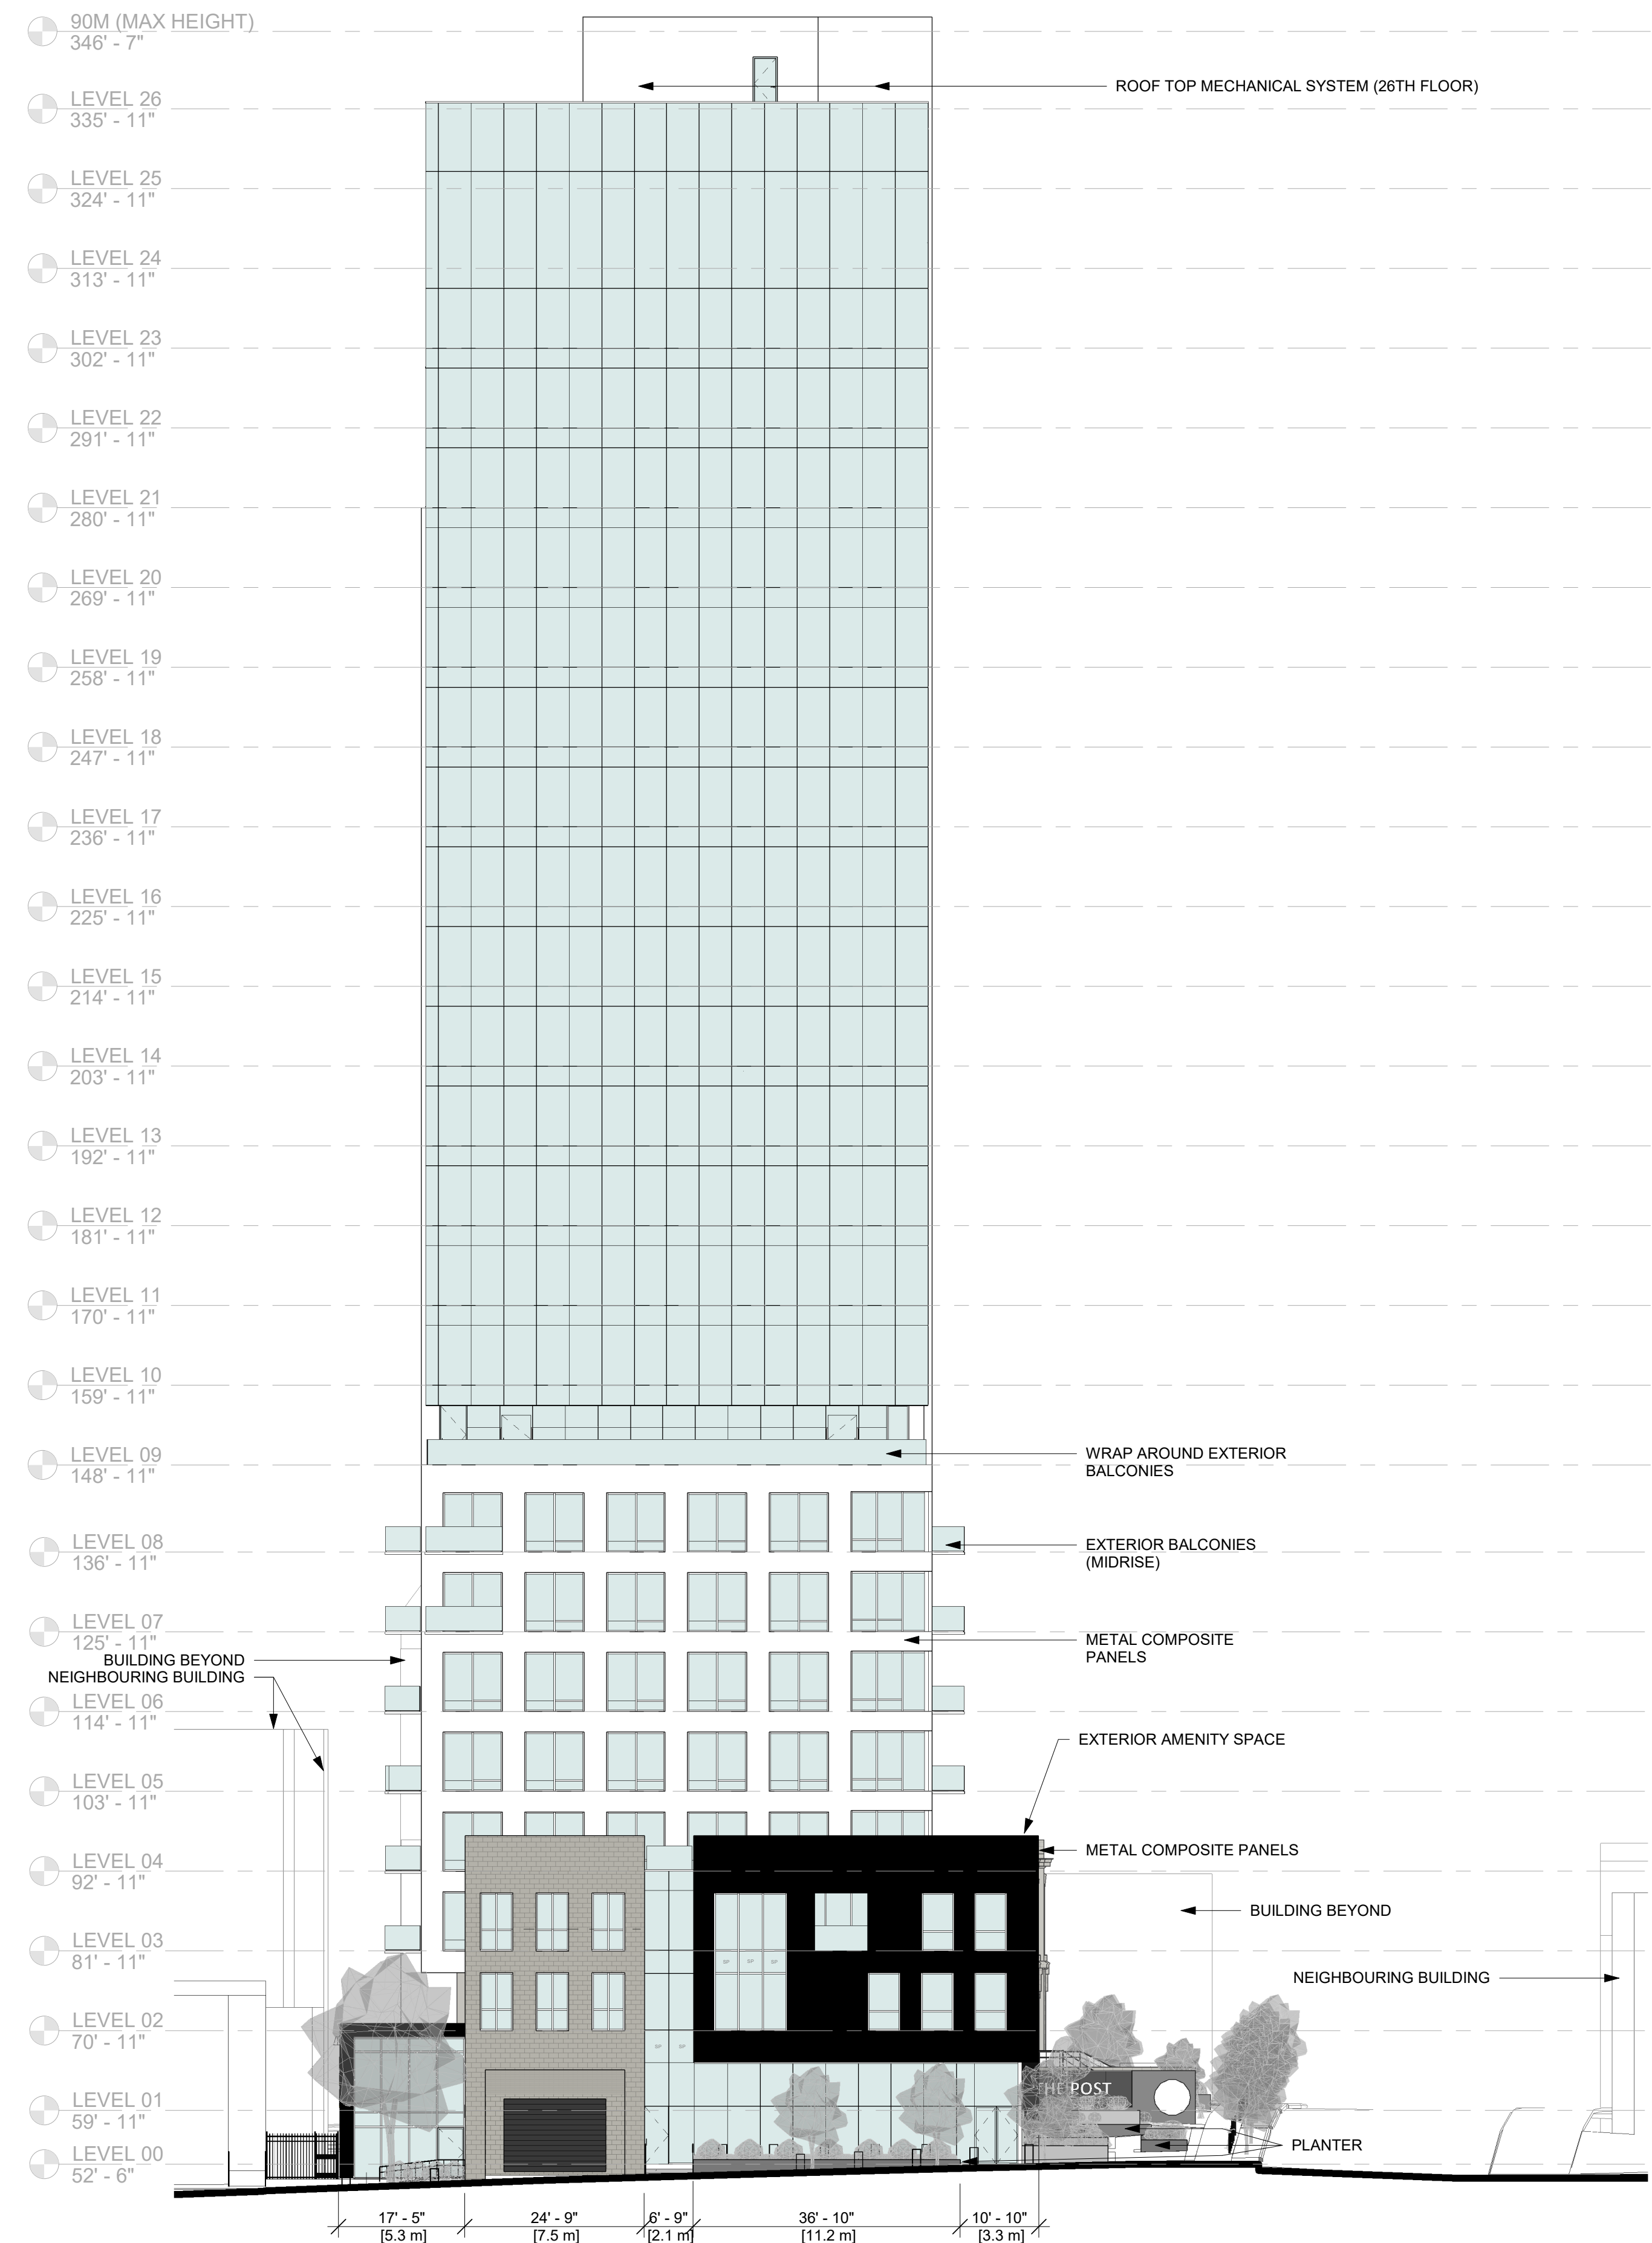 90M (MAX HEIGHT)
346' - 7"
ROOF TOP MECHANICAL SYSTEM (26TH FLOOR)
LEVEL 26
335' - 11"
LEVEL 25
324' - 11"
LEVEL 24
313' - 11"
LEVEL 23
302' - 11"
LEVEL 22
291' - 11"
LEVEL 21
280' - 11"
LEVEL 20
269' - 11"
LEVEL 19
258' - 11"
LEVEL 18
247' - 11"
LEVEL 17
236' - 11"
LEVEL 16
225' - 11"
LEVEL 15
214' - 11"
LEVEL 14
203' - 11"
LEVEL 13
192' - 11"
LEVEL 12
181' - 11"
LEVEL 11
170' - 11"
LEVEL 10
159' - 11"
LEVEL 09
148' - 11"
WRAP AROUND EXTERIOR
BALCONIES
LEVEL 08
136' - 11"
EXTERIOR BALCONIES
(MIDRISE)
LEVEL 07
125' - 11"
METAL COMPOSITE
PANELS
BUILDING BEYOND
NEIGHBOURING BUILDING
LEVEL 06
114' - 11"
EXTERIOR AMENITY SPACE
LEVEL 05
103' - 11"
METAL COMPOSITE PANELS
LEVEL 04
92' - 11"
BUILDING BEYOND
LEVEL 03
81' - 11"
SP SP SP
NEIGHBOURING BUILDING
LEVEL 02
70' - 11"
SP SP
THE POST
LEVEL 01
59' - 11"
PLANTER
LEVEL 00
52' - 6"
17' - 5"
[5.3 m]
24' - 9"
[7.5 m]
6' - 9"
[2.1 m]
36' - 10"
[11.2 m]
10' - 10"
[3.3 m]